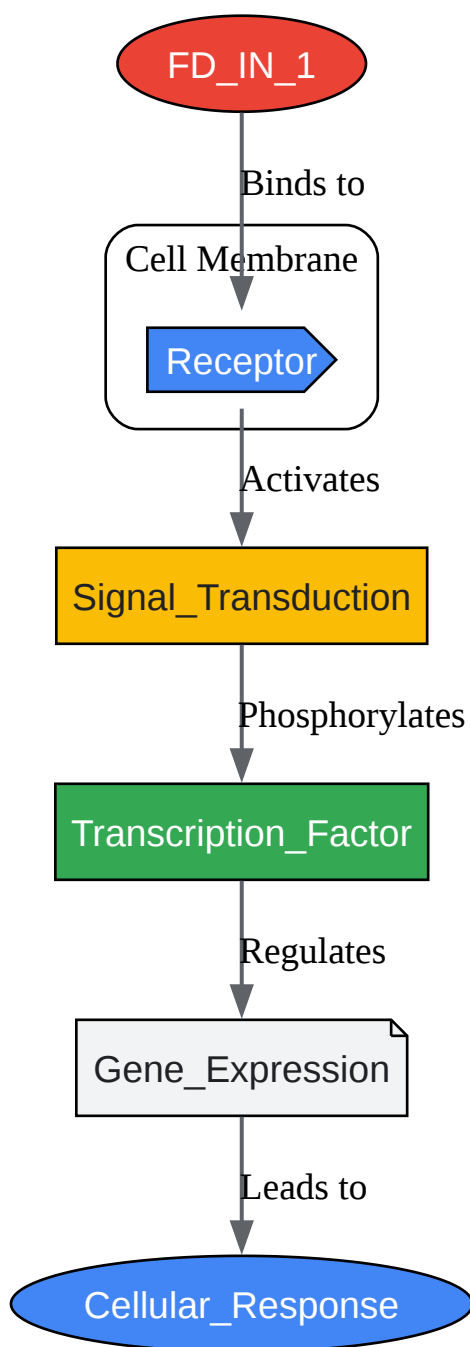 FD_IN_1
Binds to
Cell Membrane
Receptor
Activates
Signal_Transduction
Phosphorylates
Transcription_Factor
Regulates
Gene_Expression
Leads to
Cellular_Response